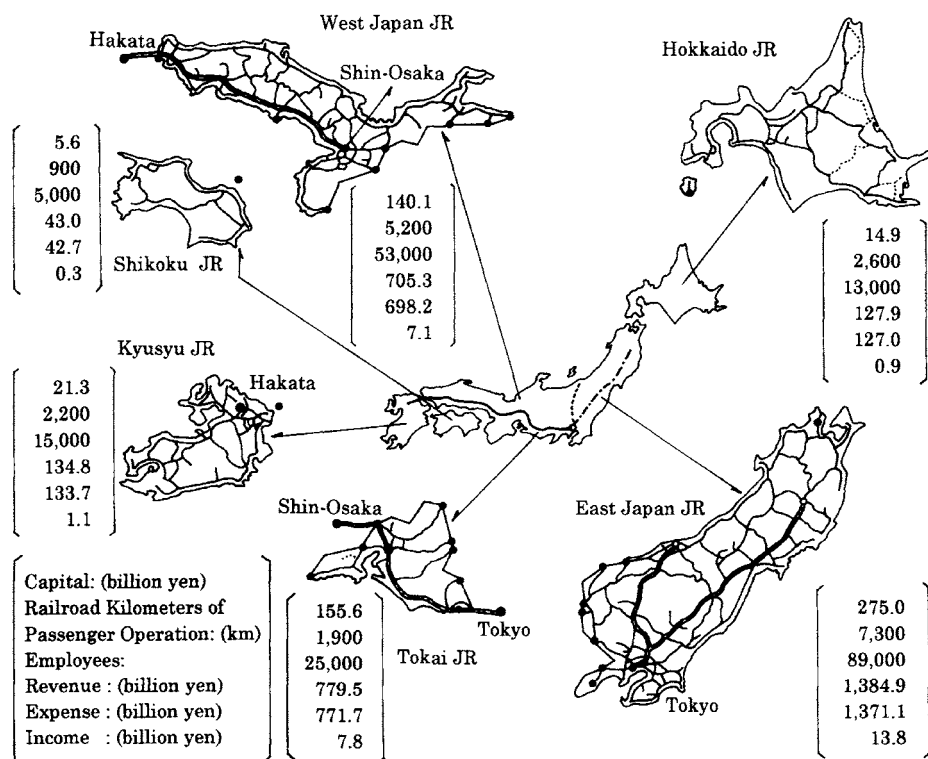 West Japan JR
Hakata
Shin-Osaka
Hokkaido JR
5.6
900
5,000
43.0
42.7
0.3
Shikoku JR
140.1
5,200
53,000
705.3
698.2
7.1
14.9
2,600
13,000
127.9
127.0
0.9
Kyusyu JR
Hakata
21.3
2,200
15,000
134.8
133.7
1.1
Shin-Osaka
Tokyo
Tokai JR
East Japan JR
Tokyo
Capital: (billion yen)
Railroad Kilometers of
Passenger Operation: (km)
Employees:
Revenue : (billion yen)
Expense : (billion yen)
Income : (billion yen)
155.6
1,900
25,000
779.5
771.7
7.8
275.0
7,300
89,000
1,384.9
1,371.1
13.8